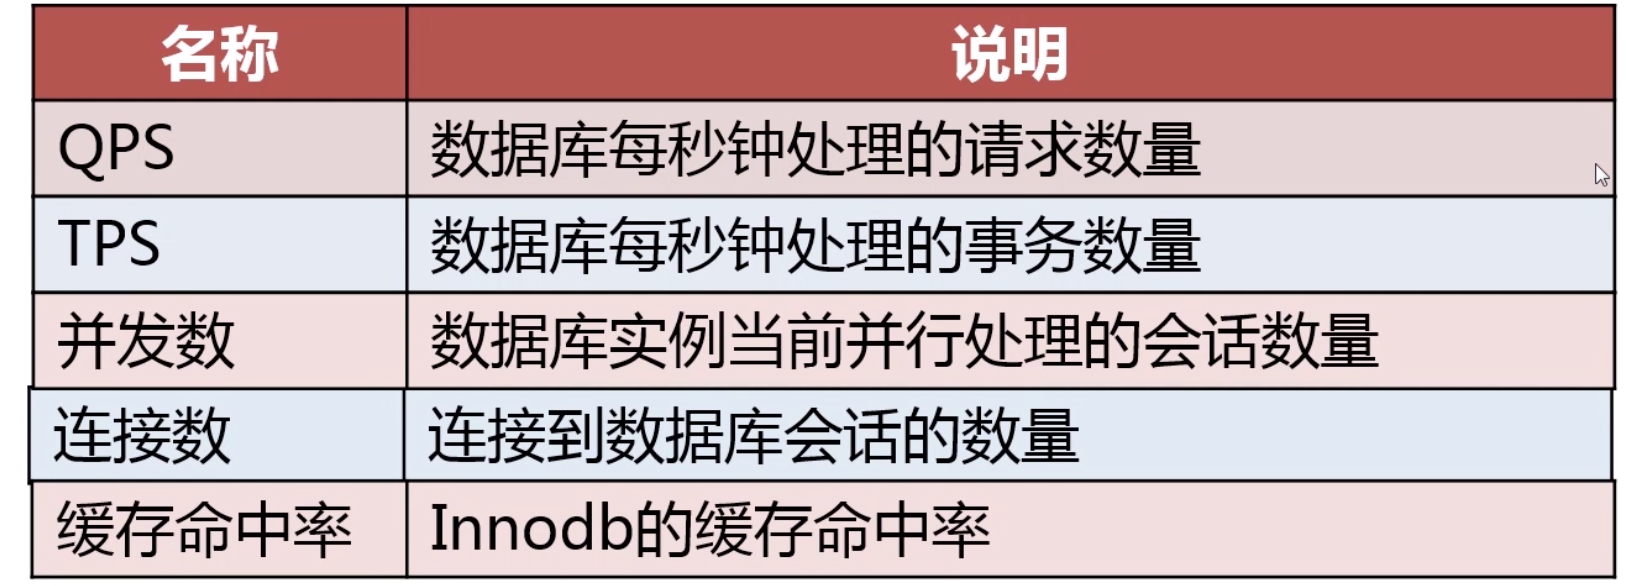 名称 说明
QPS 数据库每秒钟处理的请求数量
TPS 数据库每秒钟处理的事务数量
并发数 数据库实例当前并行处理的会话数量
连接数 连接到数据库会话的数量
缓存命中率 Innodb的缓存命中率